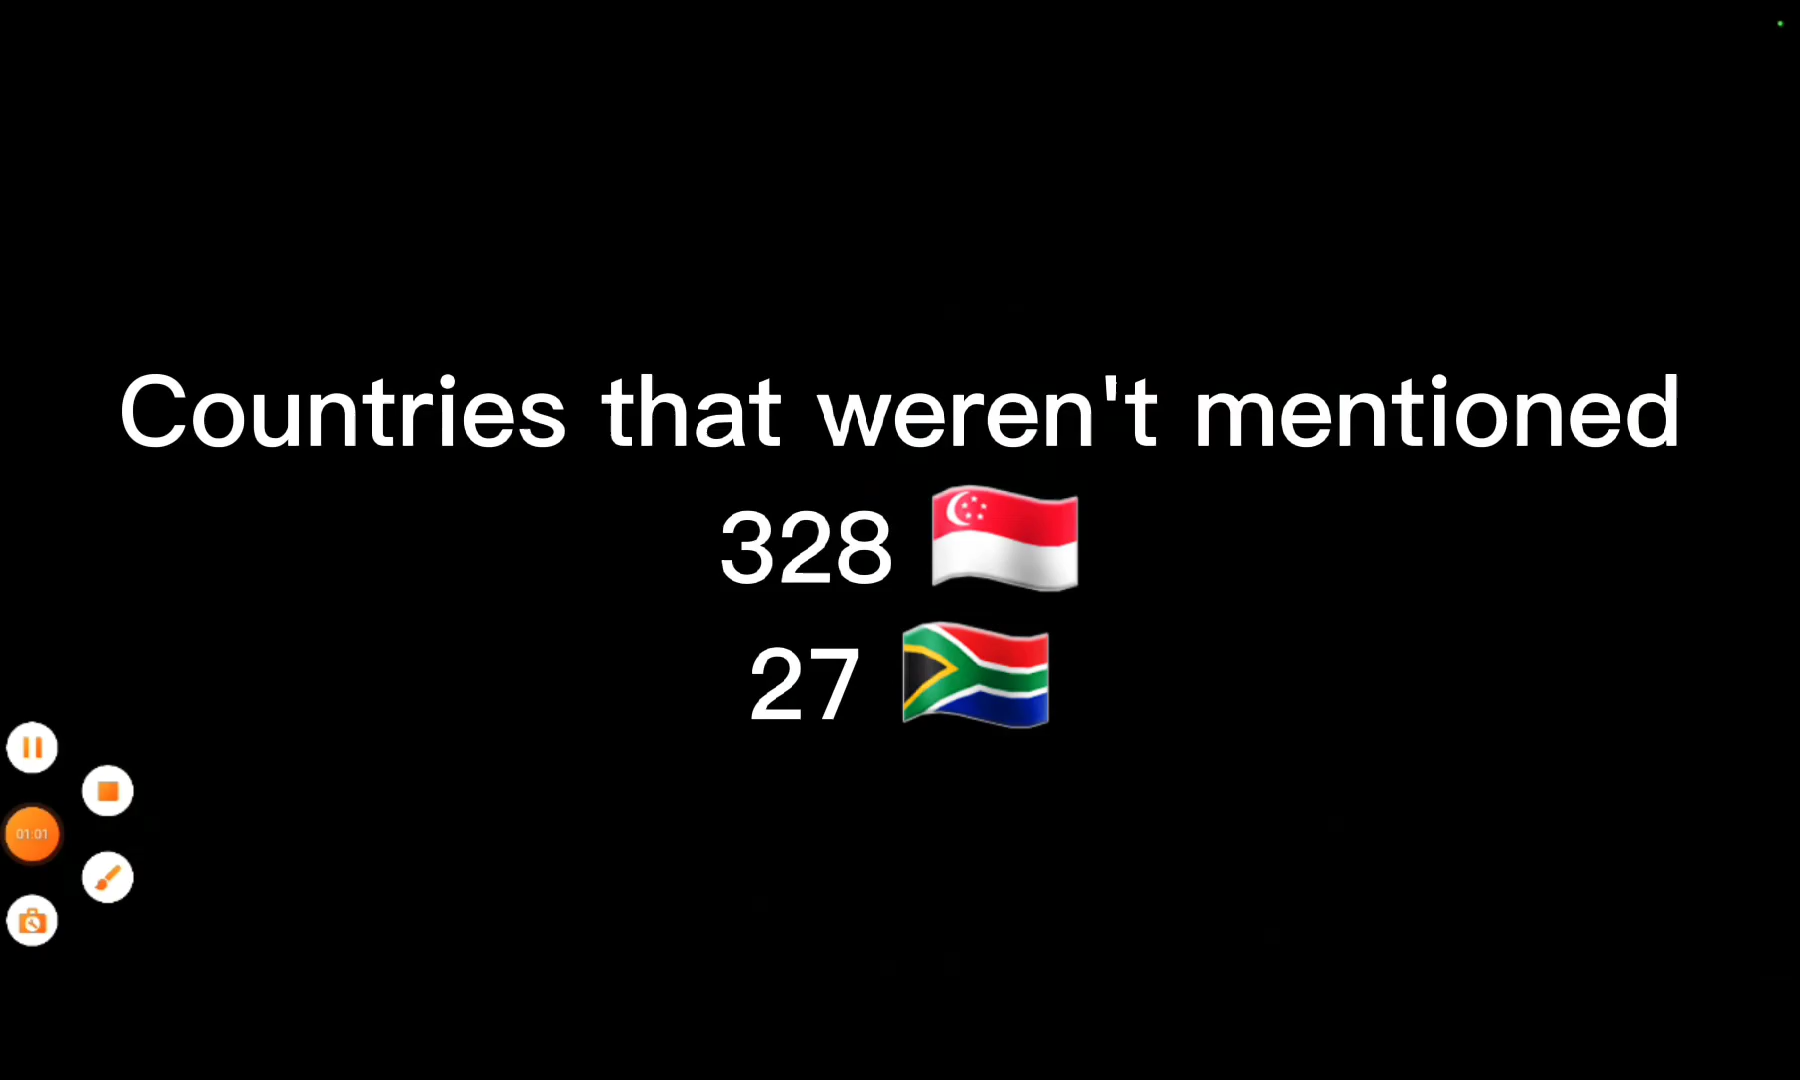 Countries that weren't mentioned
328 🇸🇬
27 🇿🇦
01:01